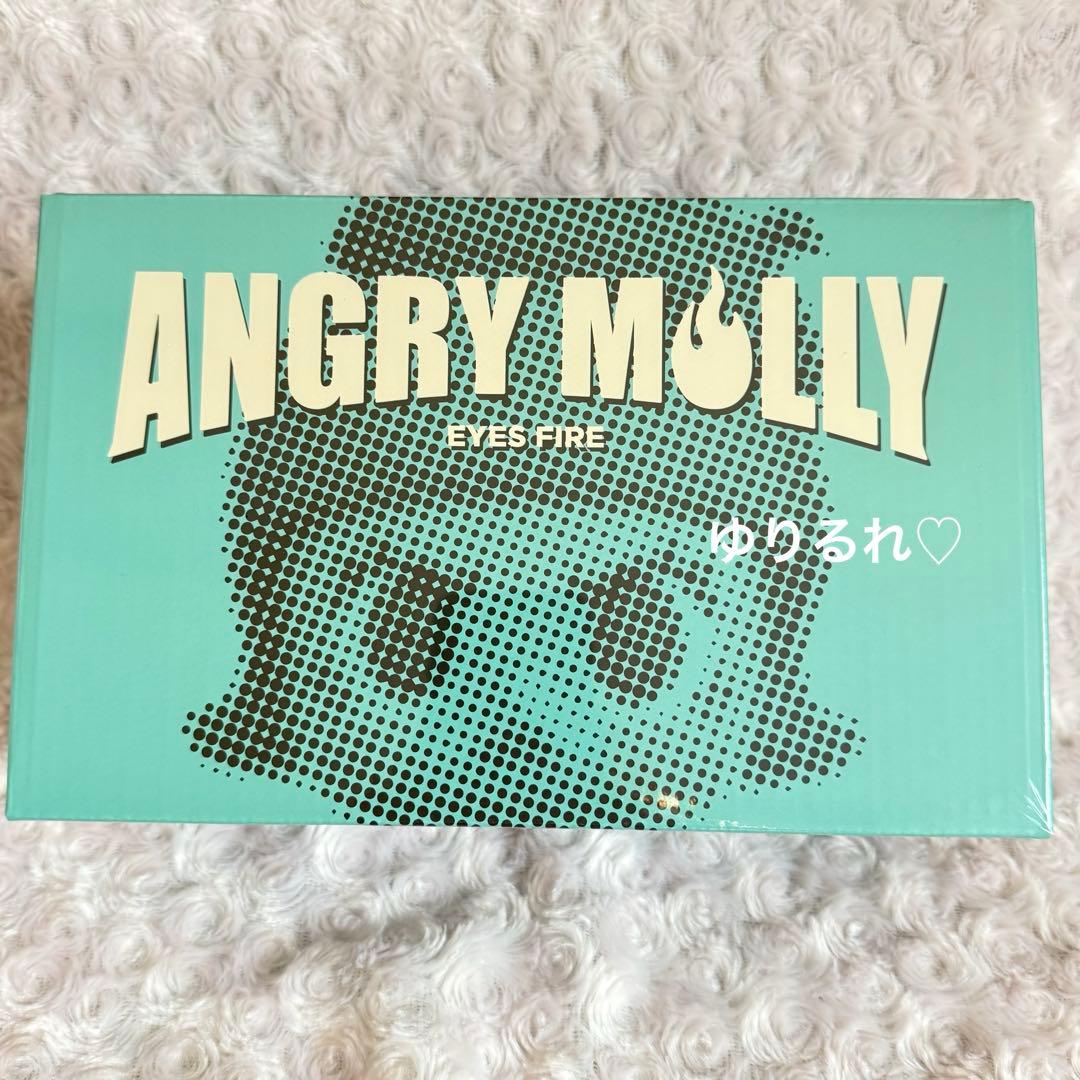 ANGRY MOLLY
EYES FIRE
ゆりるれ♡